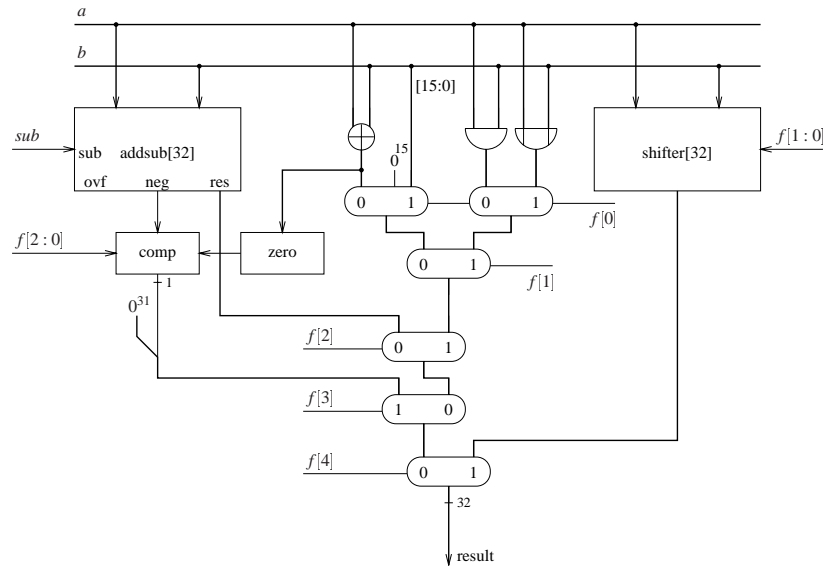 a
b
[15:0]
sub
sub addsub[32]
ovf neg res
0^15
shifter[32]
f[1 : 0]
0 1
0 1
f[0]
f[2 : 0]
comp
zero
0 1
f[1]
1
0^31
f[2]
0 1
f[3]
1 0
f[4]
0 1
32
result